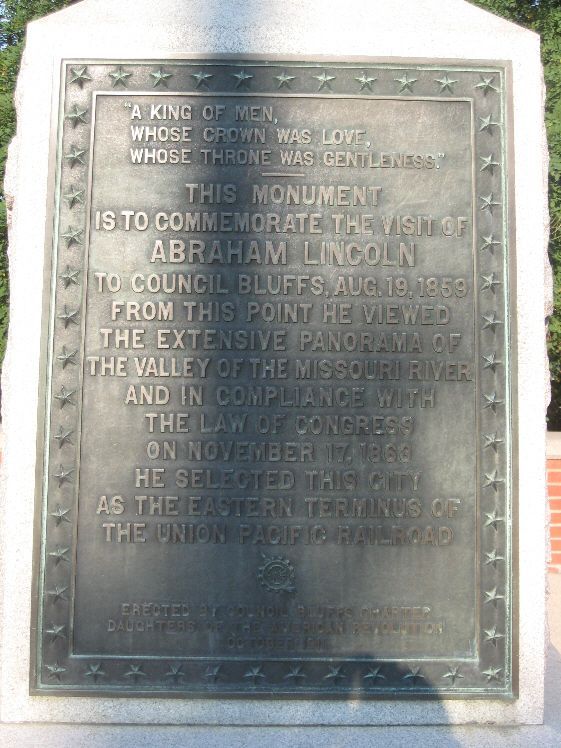 "A KING OF MEN,
WHOSE CROWN WAS LOVE,
WHOSE THRONE WAS GENTLENESS."
THIS MONUMENT
IS TO COMMEMORATE THE VISIT OF
ABRAHAM LINCOLN
TO COUNCIL BLUFFS, AUG. 19, 1859
FROM THIS POINT HE VIEWED
THE EXTENSIVE PANORAMA OF
THE VALLEY OF THE MISSOURI RIVER
AND IN COMPLIANCE WITH
THE LAW OF CONGRESS
ON NOVEMBER 17, 1863
HE SELECTED THIS CITY
AS THE EASTERN TERMINUS OF
THE UNION PACIFIC RAILROAD
ERECTED BY COUNCIL BLUFFS CHAPTER
DAUGHTERS OF THE AMERICAN REVOLUTION
OCTOBER